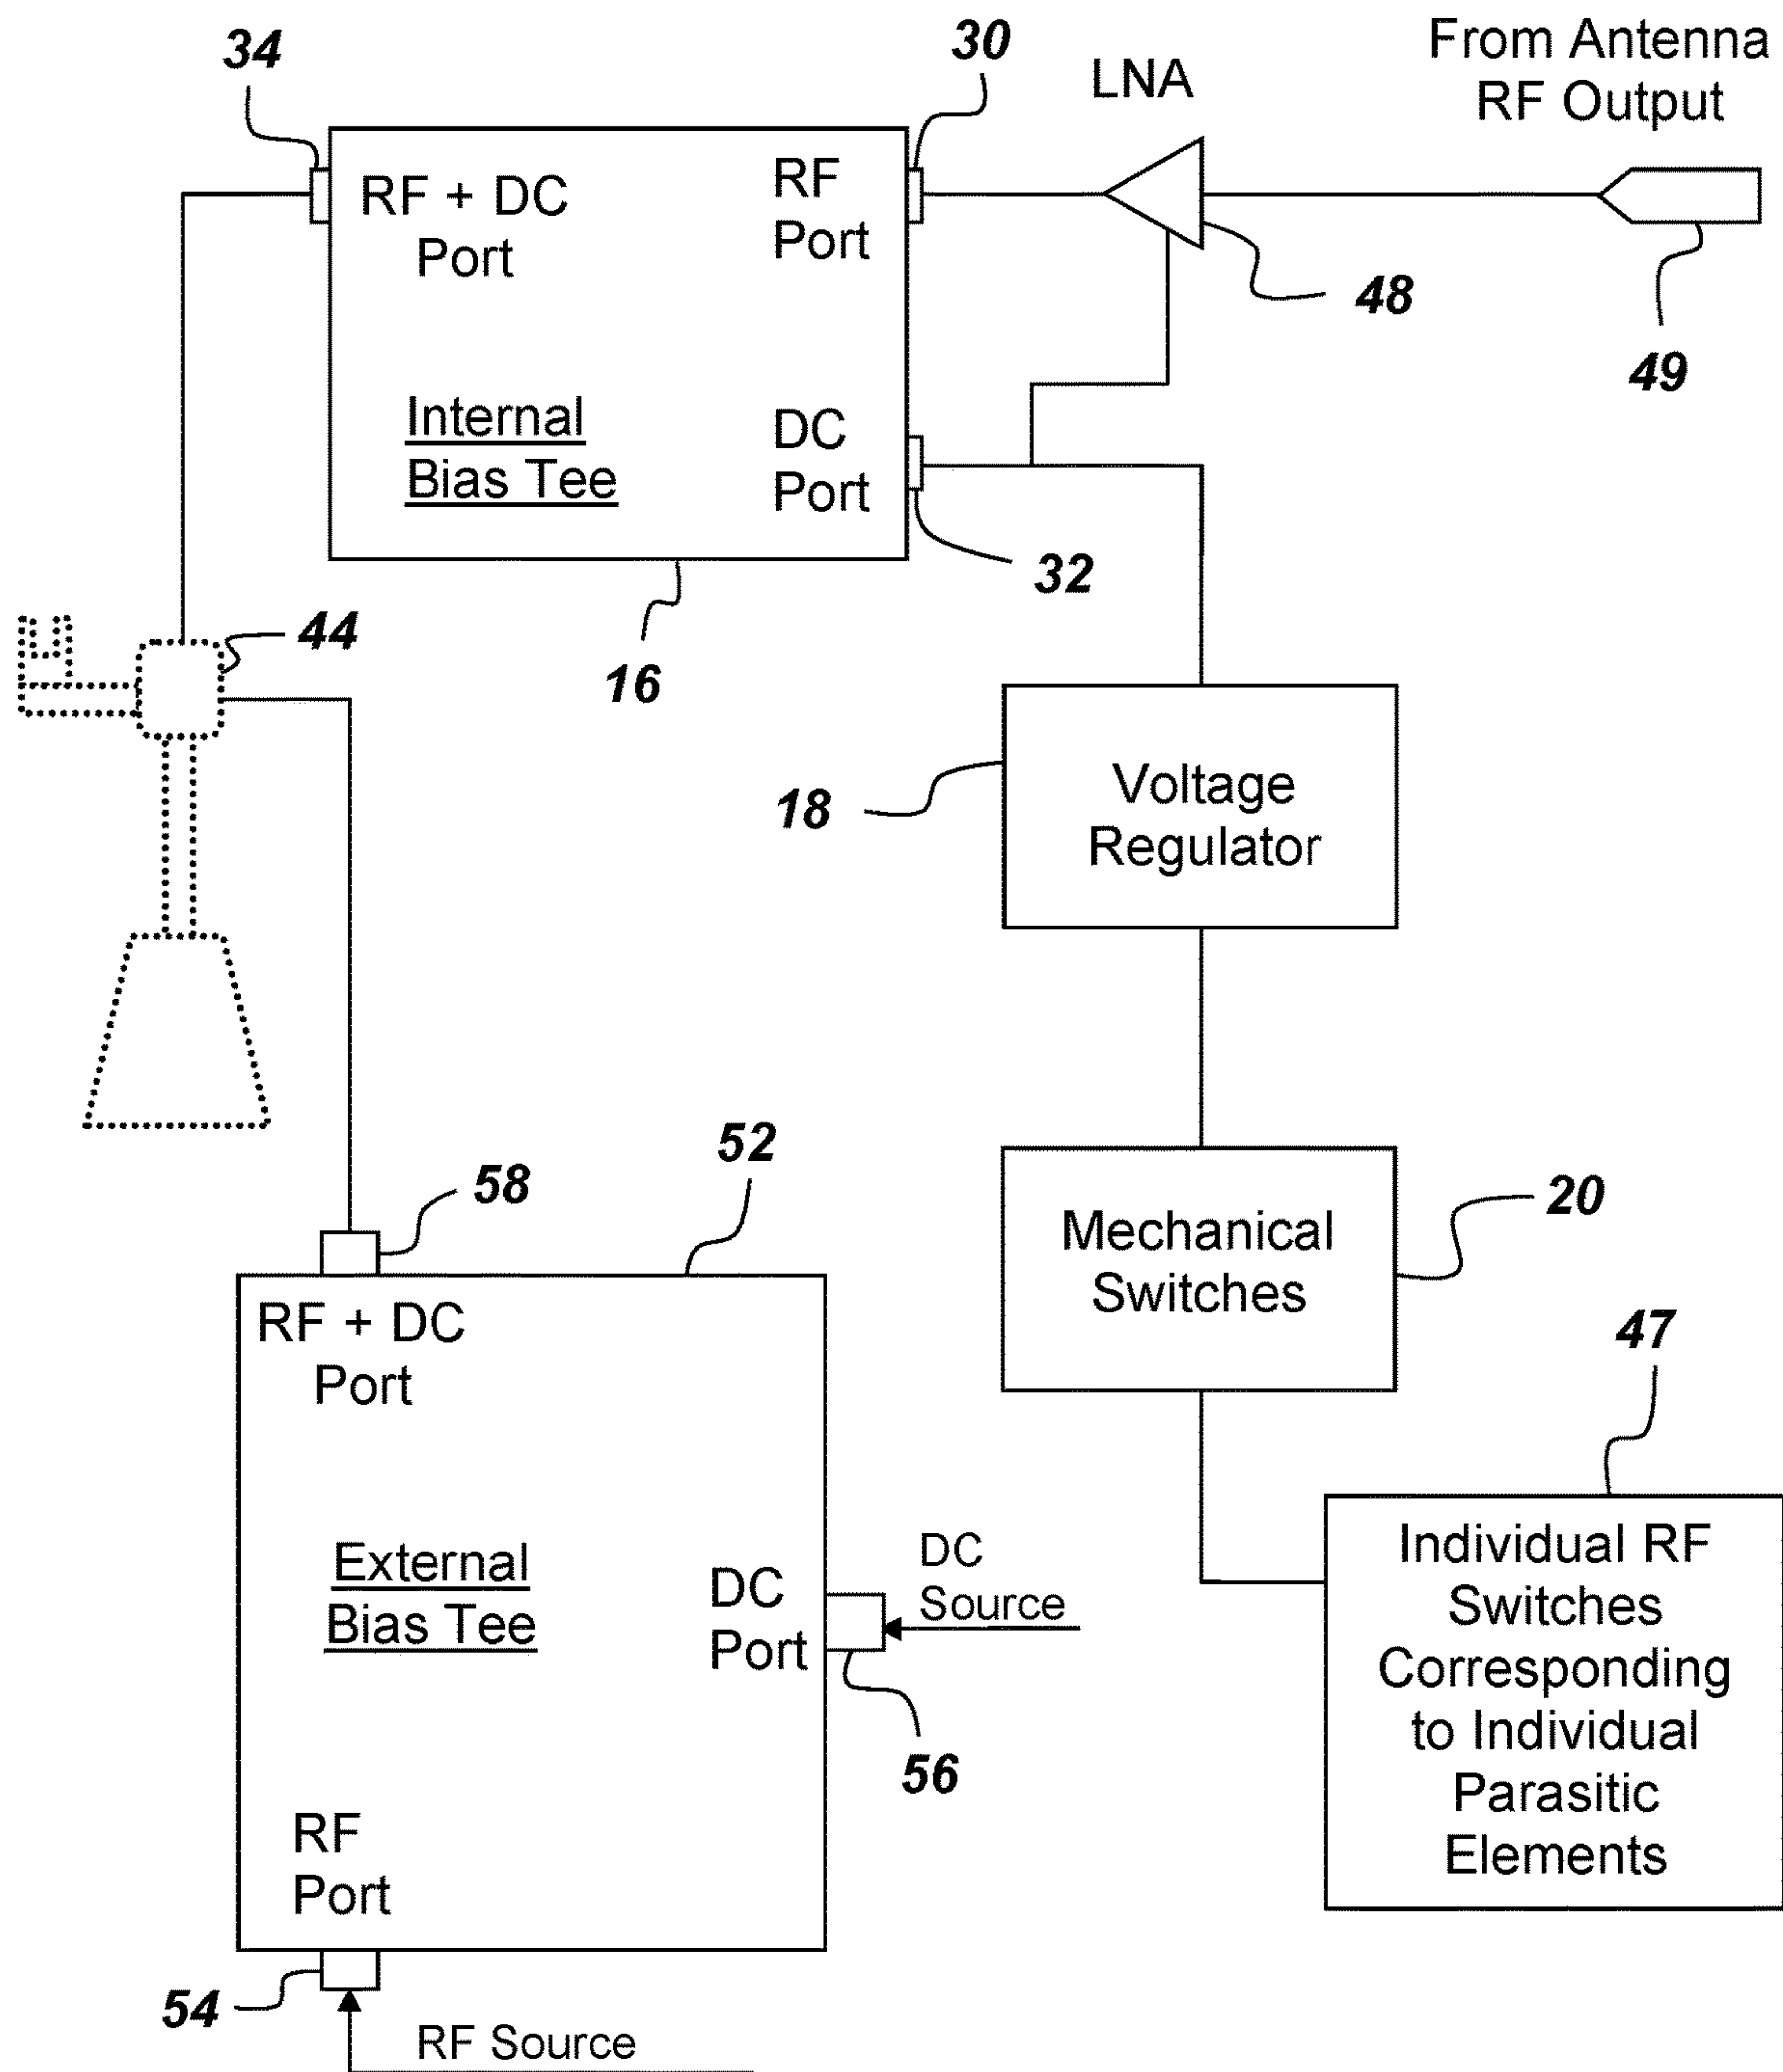 34
30
LNA
From Antenna
RF Output
RF + DC
Port
RF
Port
48
49
Internal
Bias Tee
DC
Port
32
44
16
18
Voltage
Regulator
52
58
Mechanical
Switches
20
RF + DC
Port
47
External
Bias Tee
DC
Port
DC
Source
56
Individual RF
Switches
Corresponding
to Individual
Parasitic
Elements
RF
Port
54
RF Source